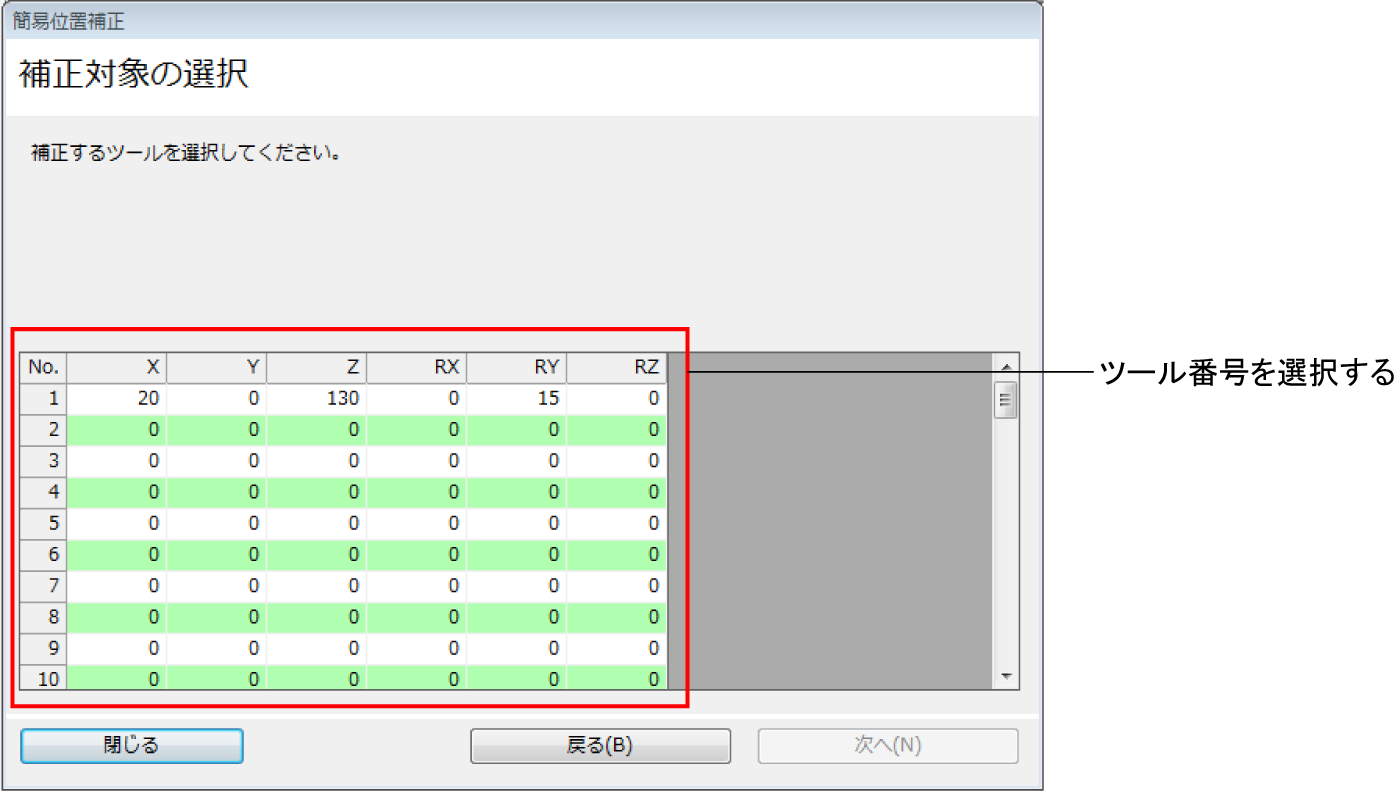 簡易位置補正
補正対象の選択
補正するツールを選択してください。
No. X Y Z RX RY RZ
1 20 0 130 0 15 0
2 0 0 0 0 0 0
3 0 0 0 0 0 0
4 0 0 0 0 0 0
5 0 0 0 0 0 0
6 0 0 0 0 0 0
7 0 0 0 0 0 0
8 0 0 0 0 0 0
9 0 0 0 0 0 0
10 0 0 0 0 0 0
ツール番号を選択する
閉じる 戻る(B) 次へ(N)